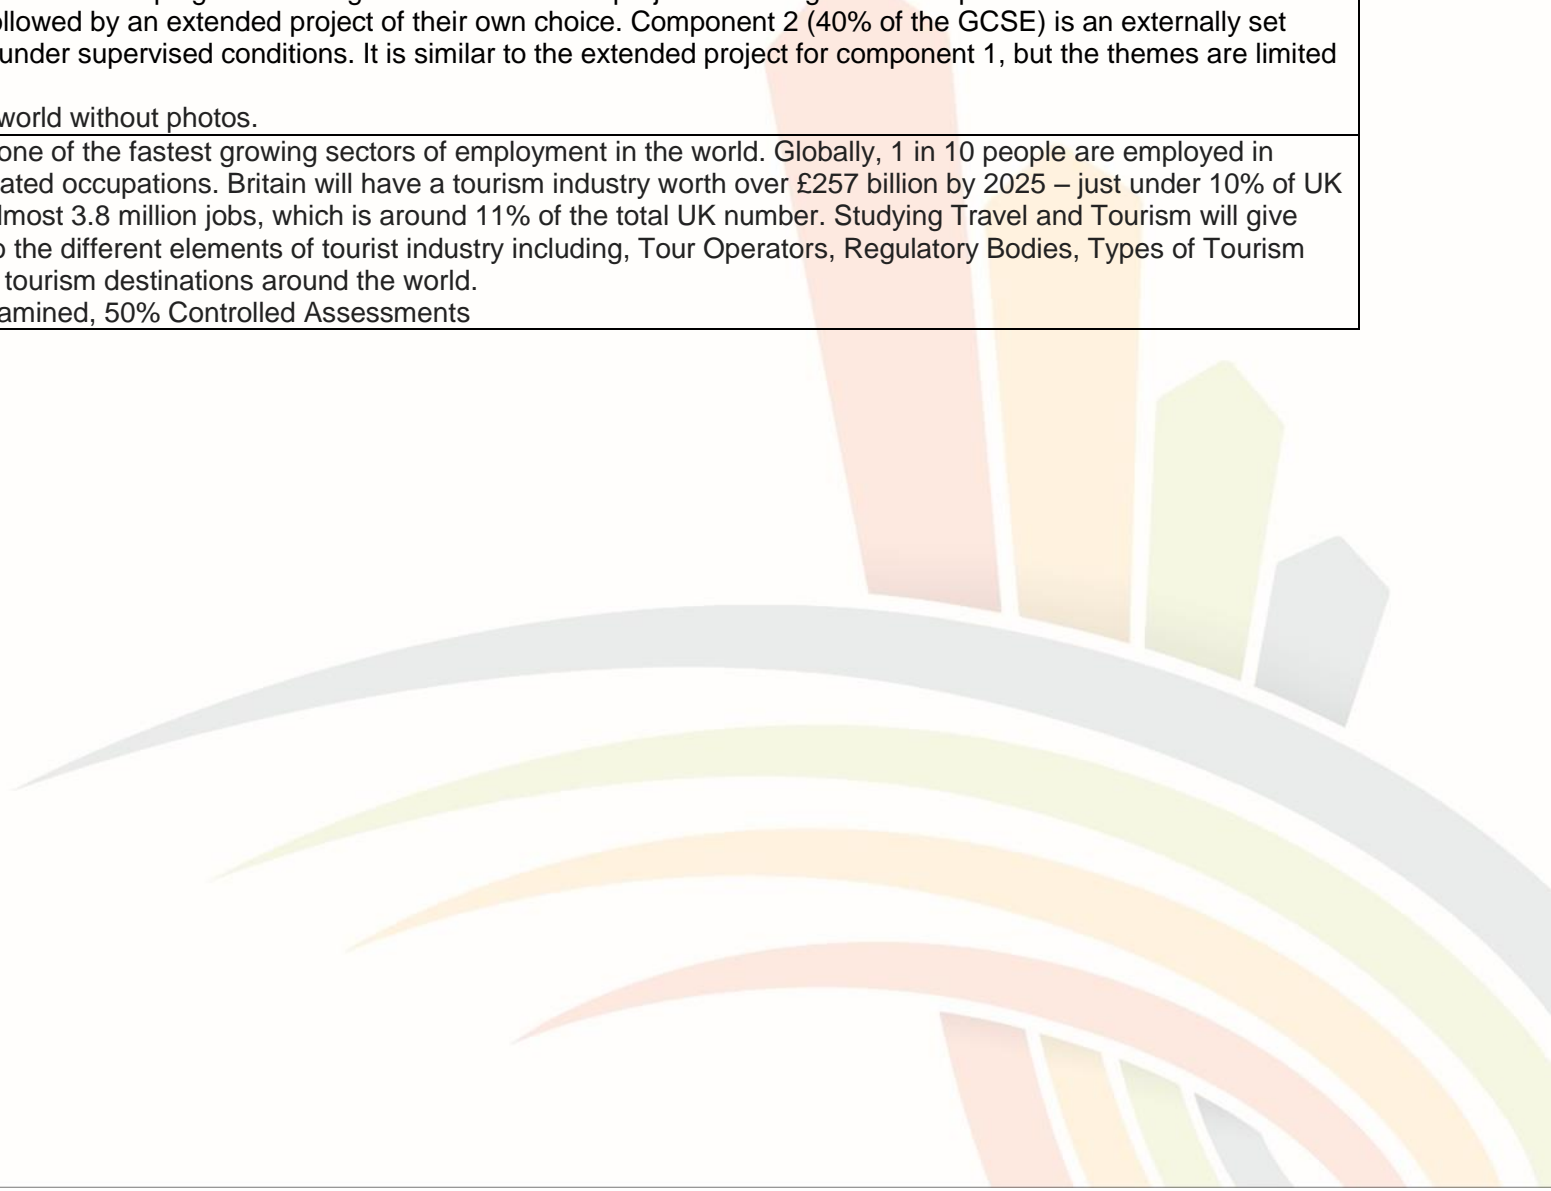 followed by an extended project of their own choice. Component 2 (40% of the GCSE) is an externally set
under supervised conditions. It is similar to the extended project for component 1, but the themes are limited
world without photos.
one of the fastest growing sectors of employment in the world. Globally, 1 in 10 people are employed in
occupations. Britain will have a tourism industry worth over £257 billion by 2025 – just under 10% of UK
3.8 million jobs, which is around 11% of the total UK number. Studying Travel and Tourism will give
the different elements of tourist industry including, Tour Operators, Regulatory Bodies, Types of Tourism
tourism destinations around the world.
50% Controlled Assessments